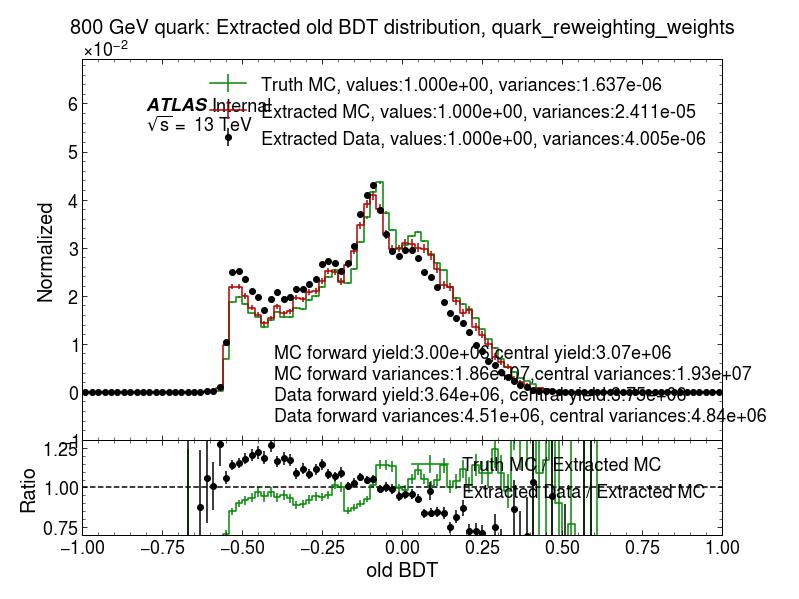 800 GeV quark: Extracted old BDT distribution, quark_reweighting_weights
×10⁻²
Truth MC, values:1.000e+00, variances:1.637e-06
ATLAS Internal
Extracted MC, values:1.000e+00, variances:2.411e-05
√s = 13 TeV
Extracted Data, values:1.000e+00, variances:4.005e-06
6
5
4
3
2
1
0
−1
Normalized
MC forward yield:3.00e+06, central yield:3.07e+06
MC forward variances:1.86e+07, central variances:1.93e+07
Data forward yield:3.64e+06, central yield:3.75e+06
Data forward variances:4.51e+06, central variances:4.84e+06
1.25
1.00
0.75
Ratio
Truth MC / Extracted MC
Extracted Data / Extracted MC
−1.00 −0.75 −0.50 −0.25 0.00 0.25 0.50 0.75 1.00
old BDT